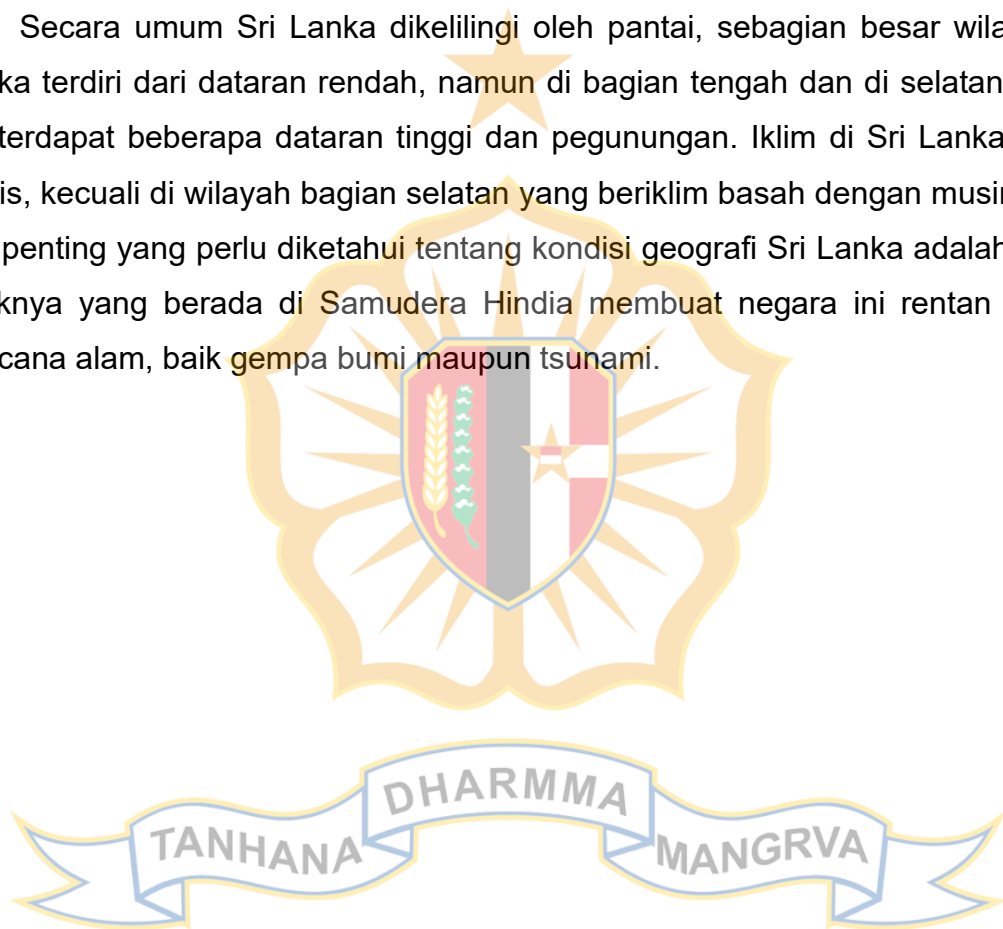 Secara umum Sri Lanka dikelilingi oleh pantai, sebagian besar wila
ka terdiri dari dataran rendah, namun di bagian tengah dan di selatan
terdapat beberapa dataran tinggi dan pegunungan. Iklim di Sri Lanka
is, kecuali di wilayah bagian selatan yang beriklim basah dengan musi
penting yang perlu diketahui tentang kondisi geografi Sri Lanka adalah
knya yang berada di Samudera Hindia membuat negara ini rentan
cana alam, baik gempa bumi maupun tsunami.
DHARMMA
TANHANA MANGRVA